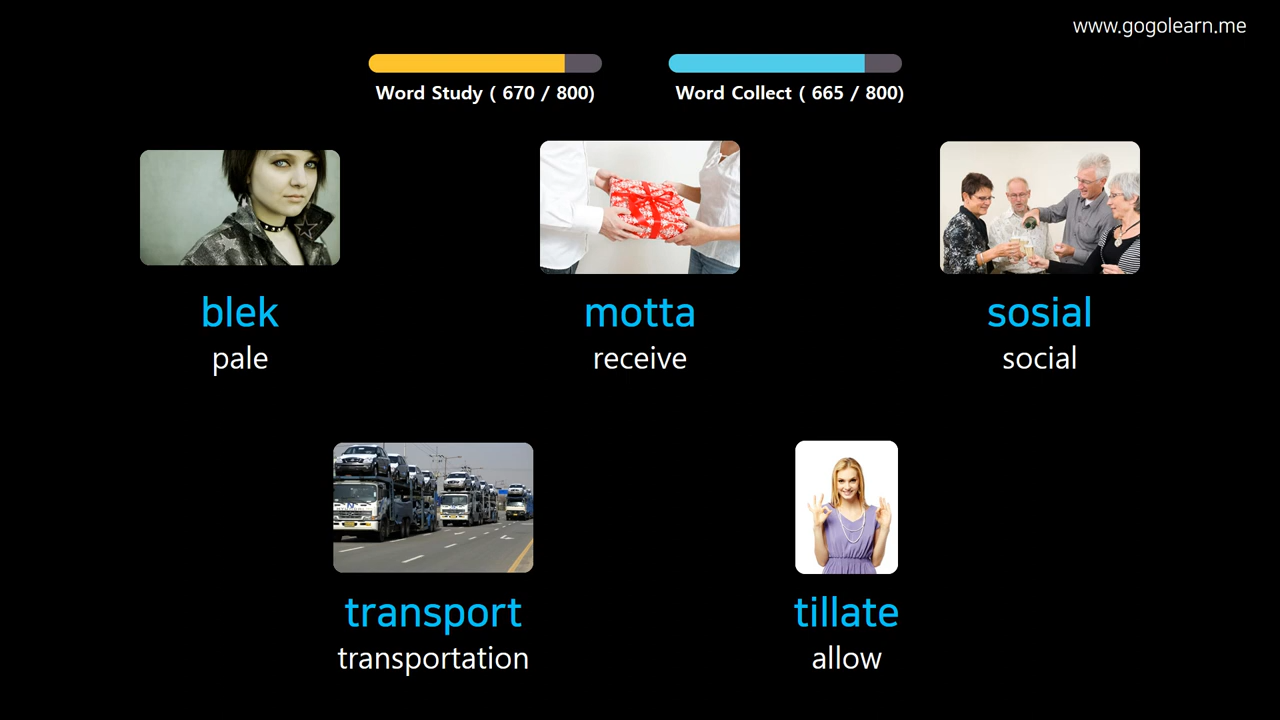 www.gogolearn.me
Word Study ( 670 / 800)
Word Collect ( 665 / 800)
blek
pale
motta
receive
sosial
social
transport
transportation
tillate
allow